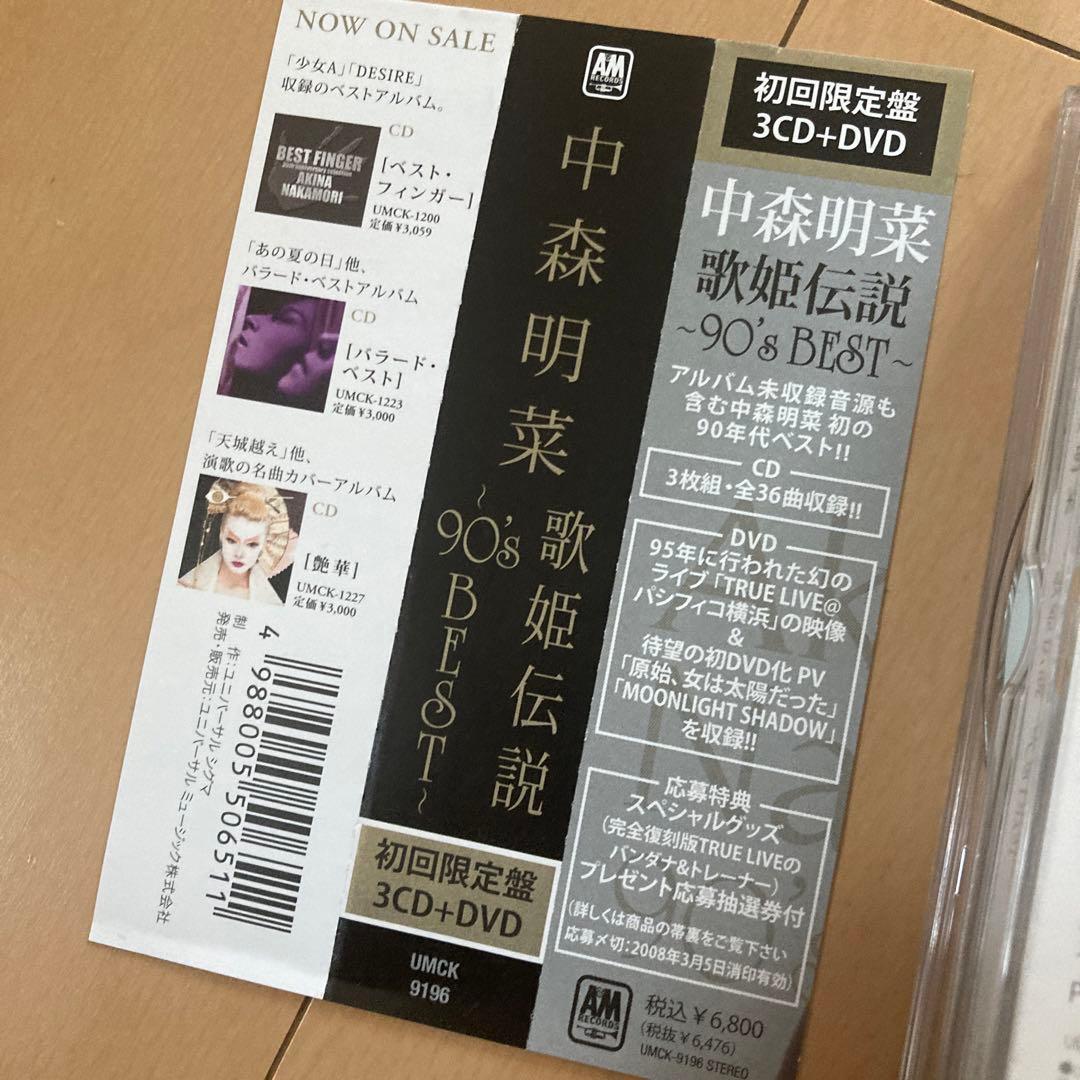 NOW ON SALE
「少女A」「DESIRE」
収録のベストアルバム。
CD
BEST FINGER
AKINA
NAKAMORI
[ベスト・
フィンガー]
UMCK-1200
定価¥3,059
「あの夏の日」他、
バラード・ベストアルバム
CD
[バラード・
ベスト]
UMCK-1223
定価¥3,000
「天城越え」他、
演歌の名曲カバーアルバム
CD
[艶華]
UMCK-1227
定価¥3,000
4 988005 506511
制 作:ユニバーサル シグマ
発売・販売元:ユニバーサル ミュージック株式会社
A&M
RECORDS
中森明菜 歌姫伝説
~90's BEST~
初回限定盤
3CD+DVD
UMCK
9196
初回限定盤
3CD+DVD
中森明菜
歌姫伝説
~90's BEST~
アルバム未収録音源も
含む中森明菜 初の
90年代ベスト!!
CD
3枚組・全36曲収録!!
DVD
95年に行われた幻の
ライブ「TRUE LIVE@
パシフィコ横浜」の映像
&
待望の初DVD化 PV
「原始、女は太陽だった」
「MOONLIGHT SHADOW」
を収録!!
応募特典
スペシャルグッズ
(完全復刻版TRUE LIVEの
バンダナ&トレーナー)
プレゼント応募抽選券付
(詳しくは商品の帯裏をご覧下さい
応募〆切:2008年3月5日消印有効)
A&M
RECORDS
税込¥6,800
(税抜¥6,476)
UMCK-9196 STEREO